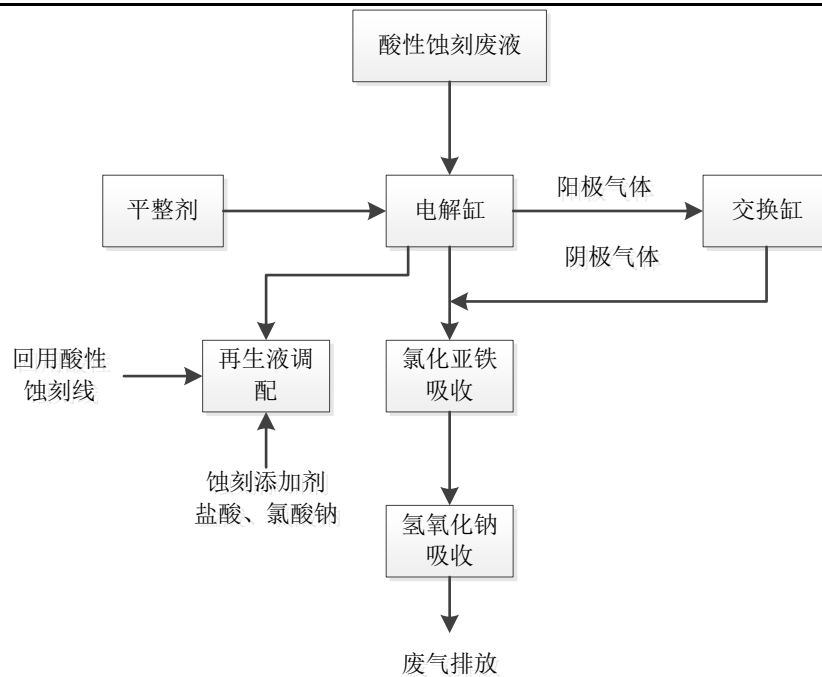 酸性蚀刻废液
平整剂
电解缸
阳极气体
交换缸
阴极气体
回用酸性
蚀刻线
再生液调
配
氯化亚铁
吸收
蚀刻添加剂
盐酸、氯酸钠
氢氧化钠
吸收
废气排放